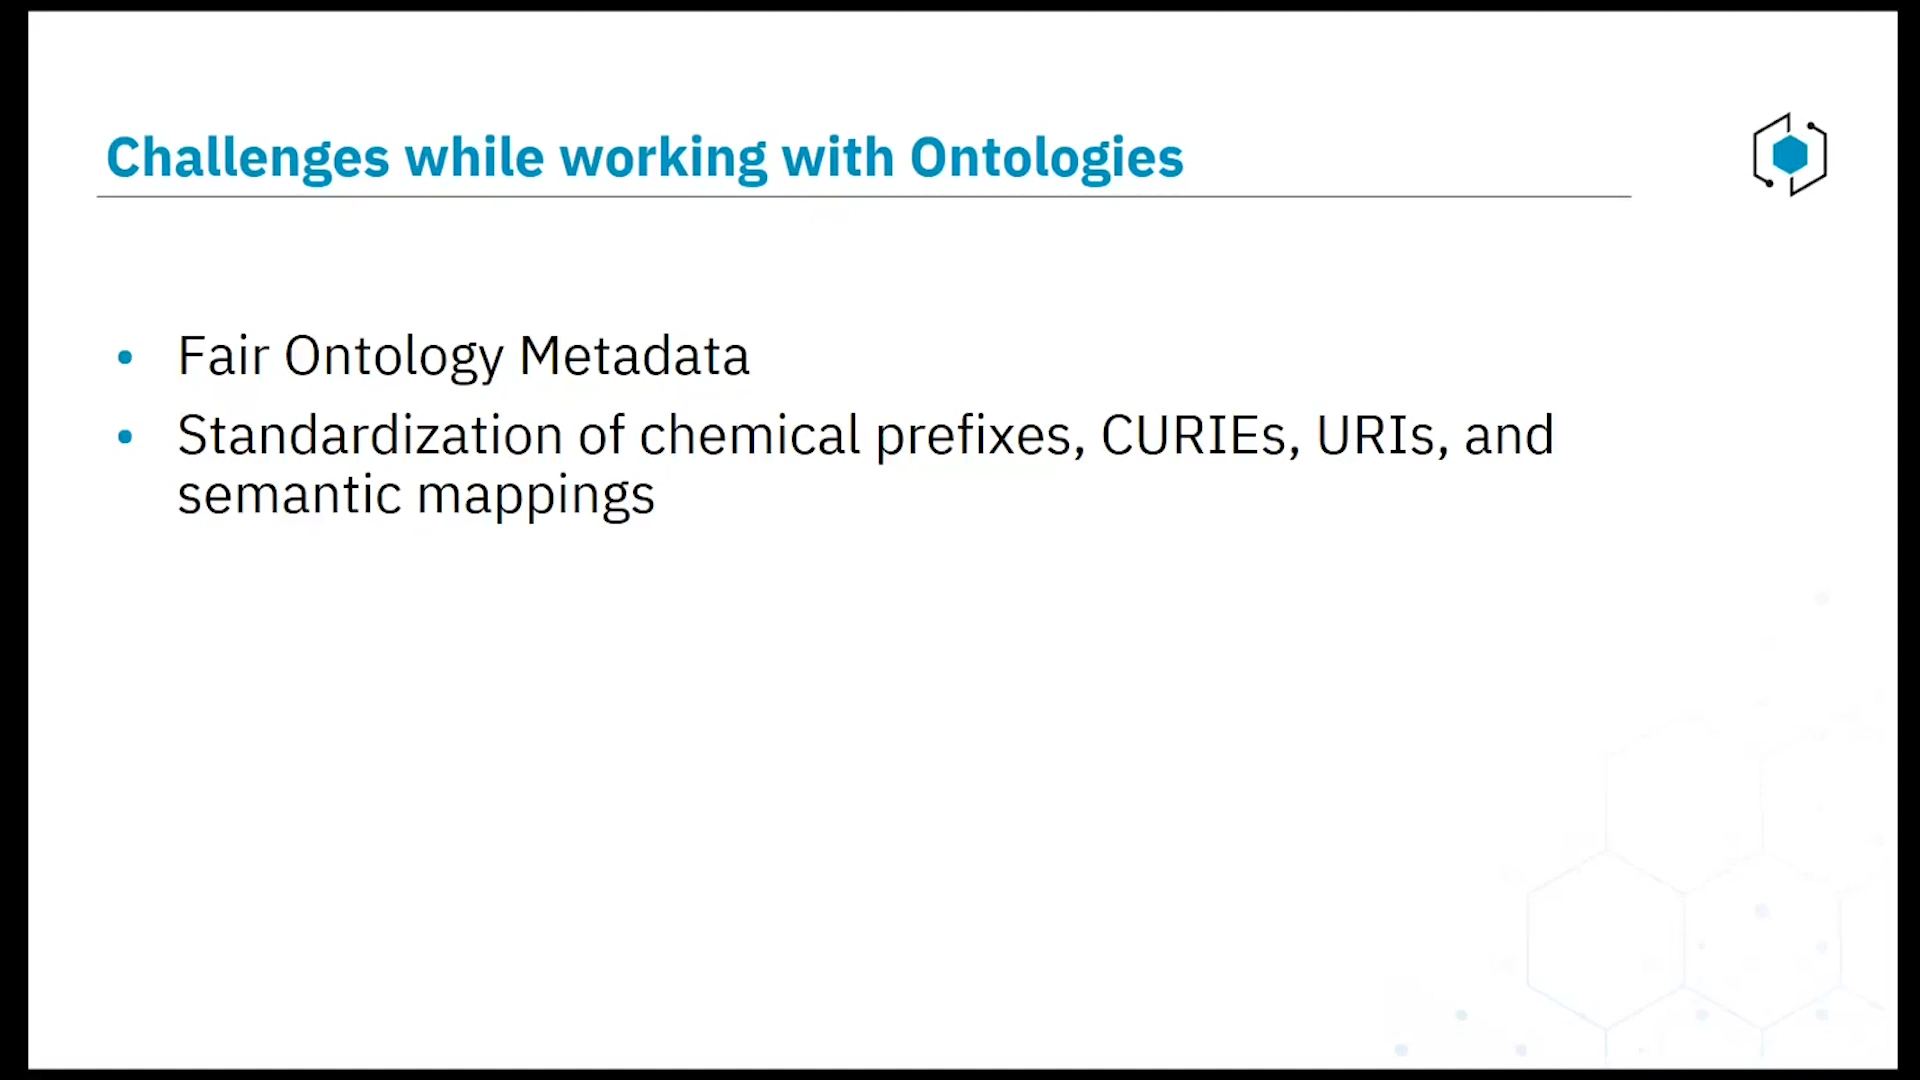 Challenges while working with Ontologies
• Fair Ontology Metadata
• Standardization of chemical prefixes, CURIEs, URIs, and
semantic mappings